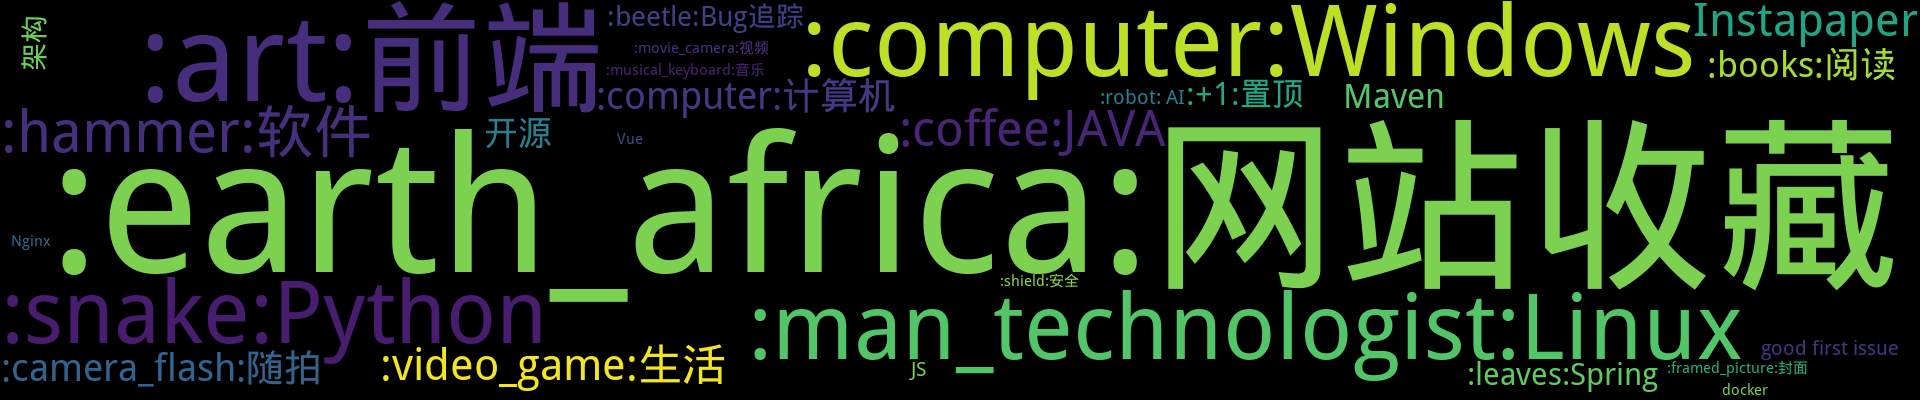 架构
:art:前端
:beetle:Bug追踪
:movie_camera:视频
:musical_keyboard:音乐
:computer:计算机
:computer:Windows
Instapaper
:books:阅读
:robot: AI
:+1:置顶
Maven
:hammer:软件
开源
Vue
:coffee:JAVA
:earth_africa:网站收藏
Nginx
:shield:安全
:snake:Python
:man_technologist:Linux
:camera_flash:随拍
:video_game:生活
JS
good first issue
:leaves:Spring
:framed_picture:封面
docker